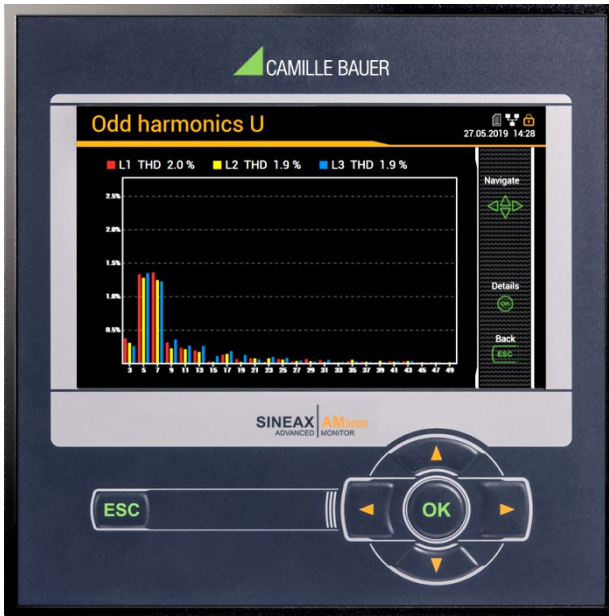 CAMILLE BAUER
Odd harmonics U
27.05.2019 14:28
L1 THD 2.0 % L2 THD 1.9 % L3 THD 1.9 %
Navigate
2.5%
2.0%
1.5%
1.0%
0.5%
Details
OK
Back
ESC
3 5 7 9 11 13 15 17 19 21 23 25 27 29 31 33 35 37 39 41 43 45 47 49
SINEAX AM3000
ADVANCED MONITOR
ESC
OK